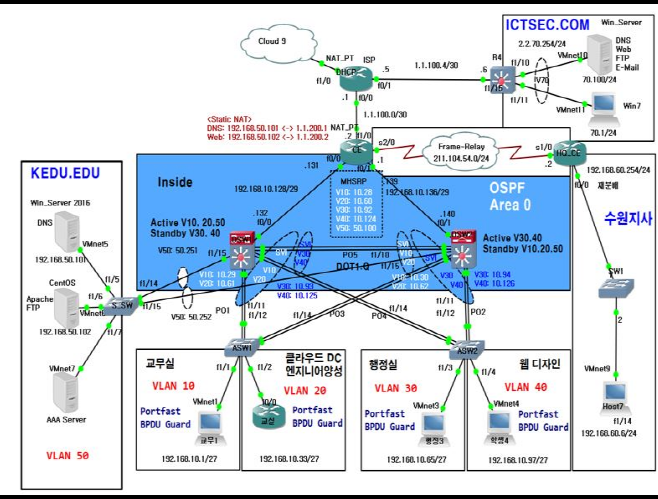 Cloud 9
NAT_PT
f1/0
ISP
DHCP
.5
f0/1
.1
f0/0
1.1.100.4/30
1.1.100.0/30
ICTSEC.COM
Win_Server
DNS
Web
FTP
E-Mail
2.2.70.254/24
VMnet10
R4
.6
f1/10
f1/15
V70
f1/11
70.100/24
VMnet11
Win7
70.1/24
<Static NAT>
DNS: 192.168.50.101 <-> 1.1.200.1
Web: 192.168.50.102 <-> 1.1.200.2
NAT_PT
.2
f1/0
CE
s2/0
.1
f0/0
f0/1
Frame-Relay
211.104.54.0/24
s1/0
.2
HQ_CE
f0/0
192.168.60.254/24
재분배
수원지사
KEDU.EDU
Win_Server 2016
DNS
VMnet5
192.168.50.101
CentOS
Apache
FTP
VMnet6
192.168.50.102
VMnet7
AAA Server
VLAN 50
f1/5
f1/6
f1/7
S_SW
f1/14
f1/15
Inside
OSPF
Area 0
.131
.139
192.168.10.128/29
192.168.10.136/29
MHSRP
V10: 10.28
V20: 10.60
V30: 10.92
V40: 10.124
V50: 50.100
.132
f0/0
.140
f0/1
Active V10. 20.50
Standby V30. 40
Active V30.40
Standby V10.20.50
V50: 50.251
f1/15
SVI
V10
V20
SVI
V30
V40
PO5
DOT1.Q
f1/10
f1/15
V10: 10.29
V20: 10.61
V30: 10.93
V40: 10.125
V10: 10.30
V20: 10.62
V30: 10.94
V40: 10.126
V50: 50.252
PO1
f1/11
f1/12
f1/14
PO3
PO4
f1/14
f1/11
f1/12
PO2
ASW1
ASW2
교무실
VLAN 10
Portfast
BPDU Guard
VMnet1
교무1
192.168.10.1/27
f1/1
f1/2
클라우드 DC
엔지니어양성
VLAN 20
f0/0
Portfast
BPDU Guard
192.168.10.33/27
행정실
VLAN 30
Portfast
BPDU Guard
VMnet3
행정3
192.168.10.65/27
f1/3
f1/4
웹 디자인
VLAN 40
VMnet4
Portfast
BPDU Guard
학생4
192.168.10.97/27
SW1
1
2
VMnet9
Host7
f1/14
192.168.60.6/24